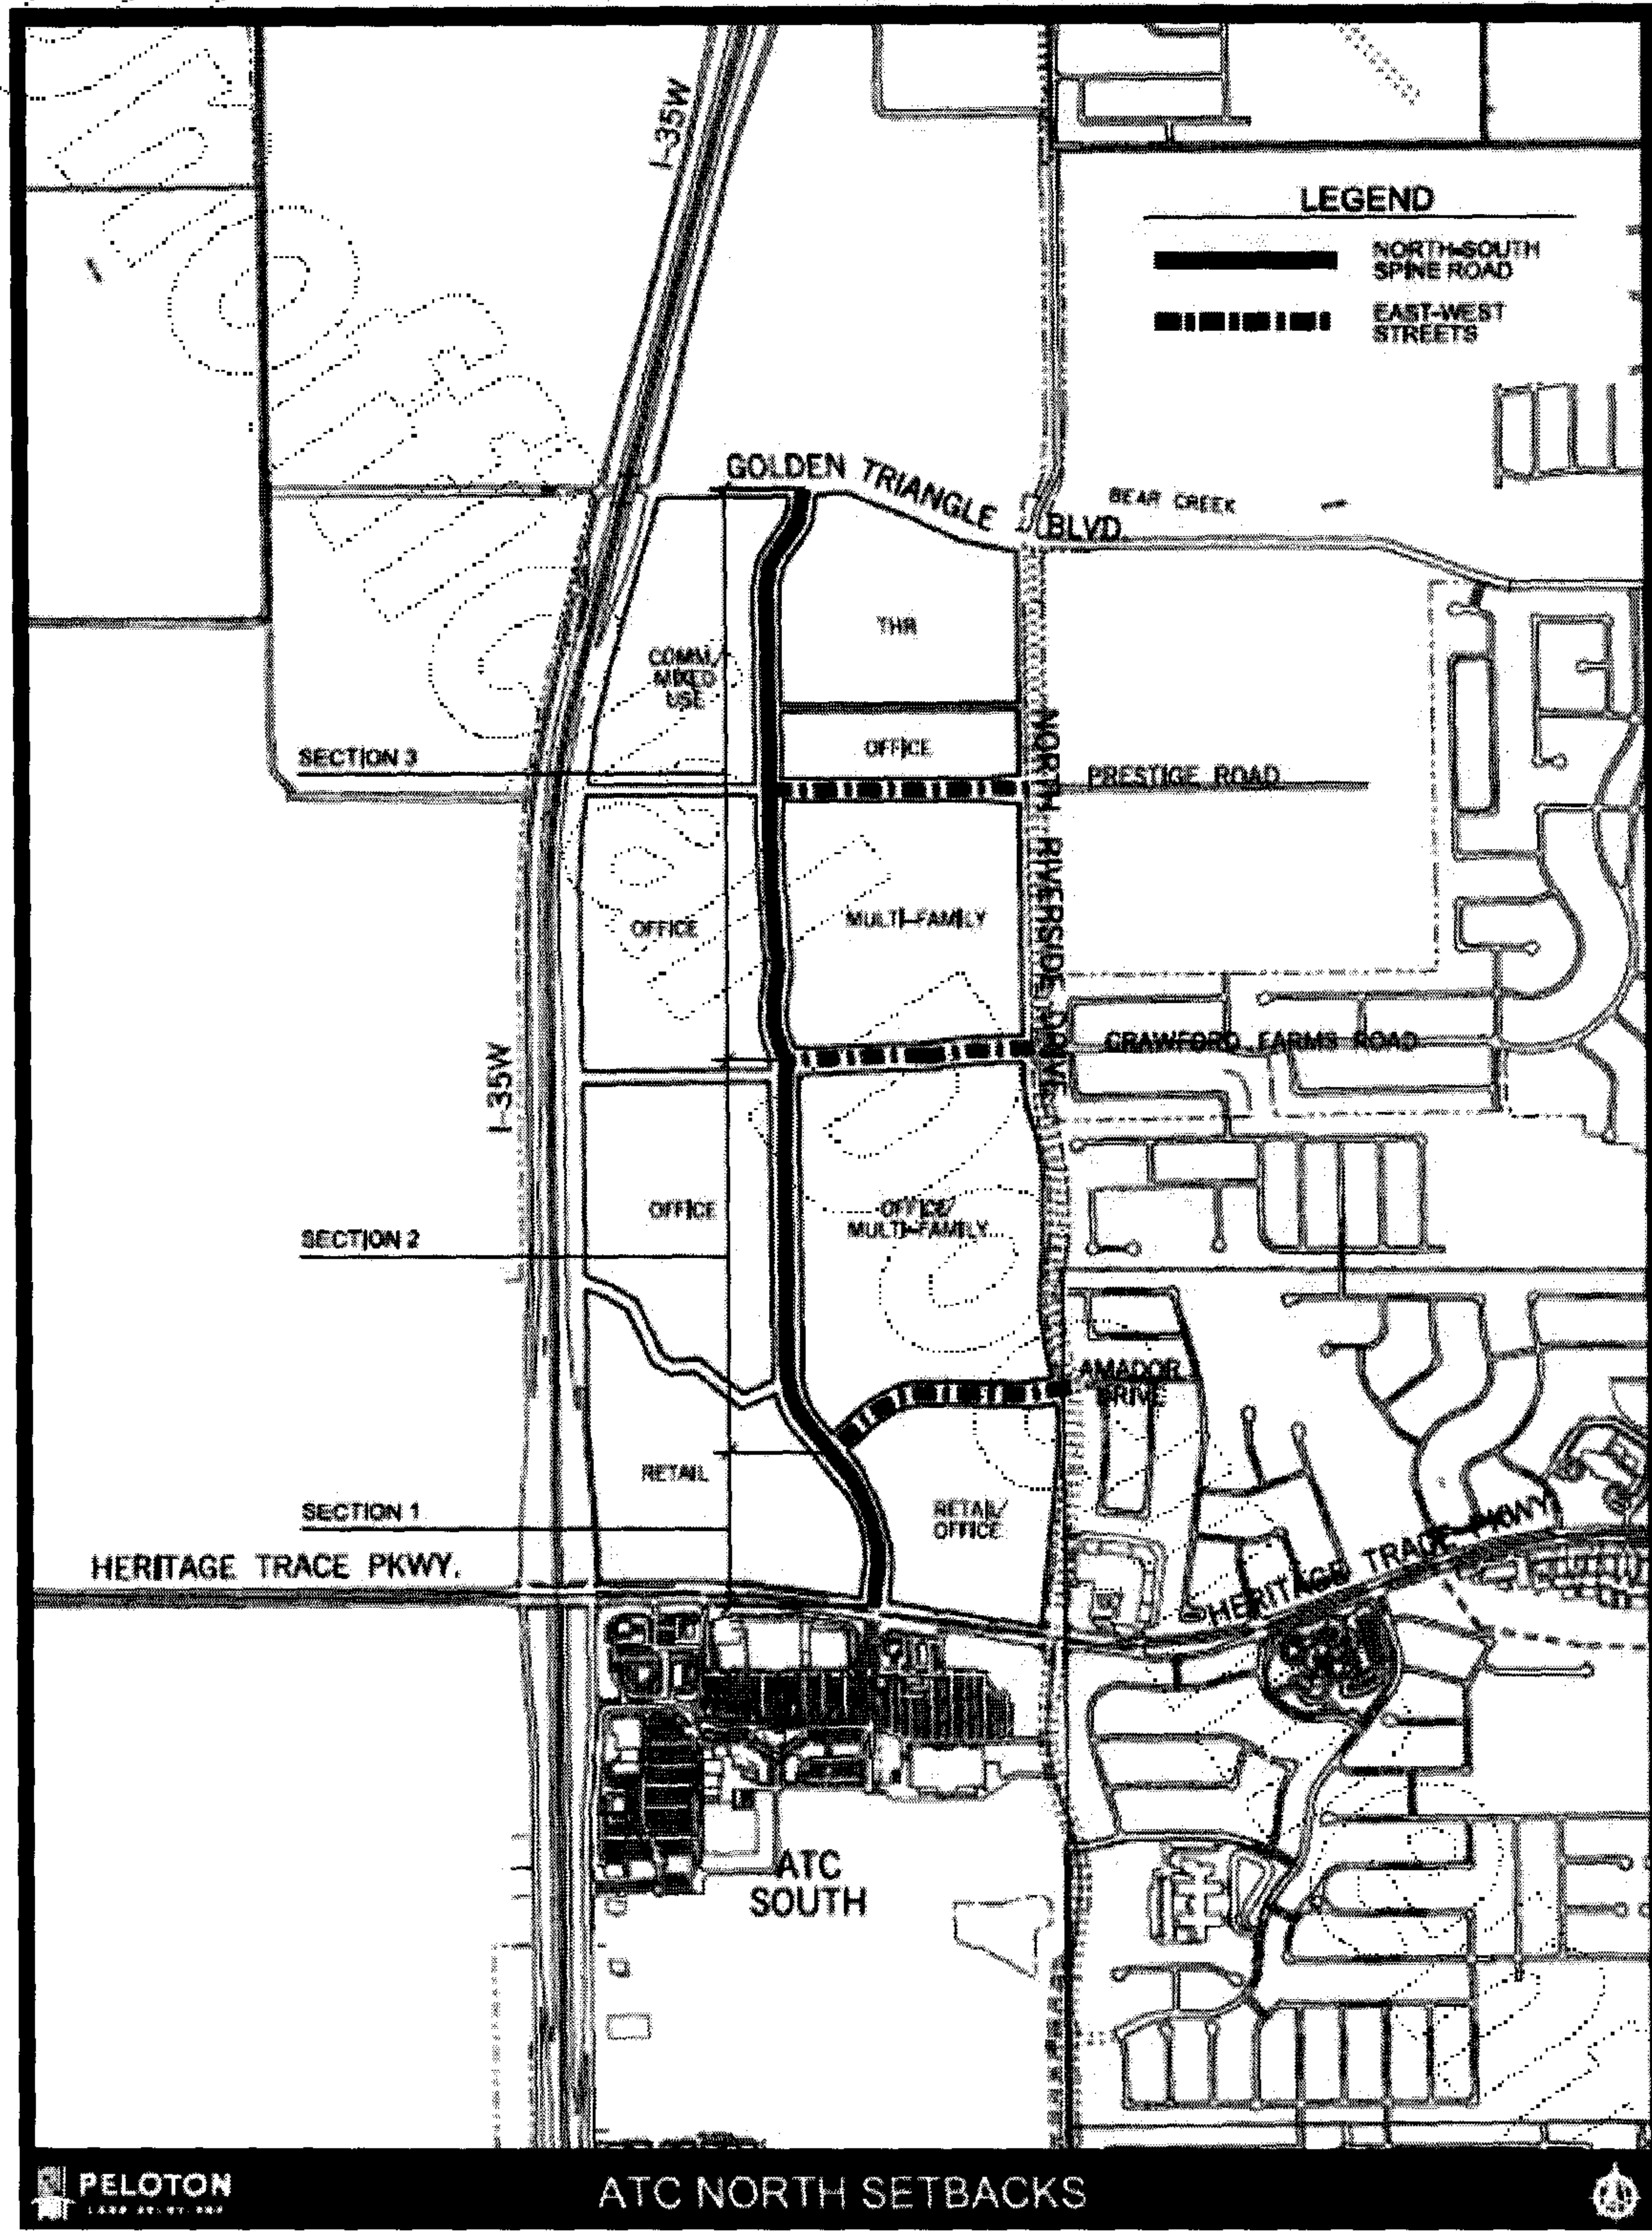 I-35W
LEGEND
NORTH-SOUTH
SPINE ROAD
EAST-WEST
STREETS
GOLDEN TRIANGLE BLVD.
BEAR CREEK
THR
COMM./
MIXED
USE
OFFICE
SECTION 3
PRESTIGE ROAD
NORTH RIVERSIDE DRIVE
OFFICE
MULTI-FAMILY
CRAWFORD FARMS ROAD
I-35W
OFFICE
OFFICE/
MULTI-FAMILY
SECTION 2
AMADOR
DRIVE
RETAIL
RETAIL/
OFFICE
SECTION 1
HERITAGE TRACE PKWY.
HERITAGE TRACE PKWY
ATC
SOUTH
PELOTON
LAND SOLUTIONS
ATC NORTH SETBACKS